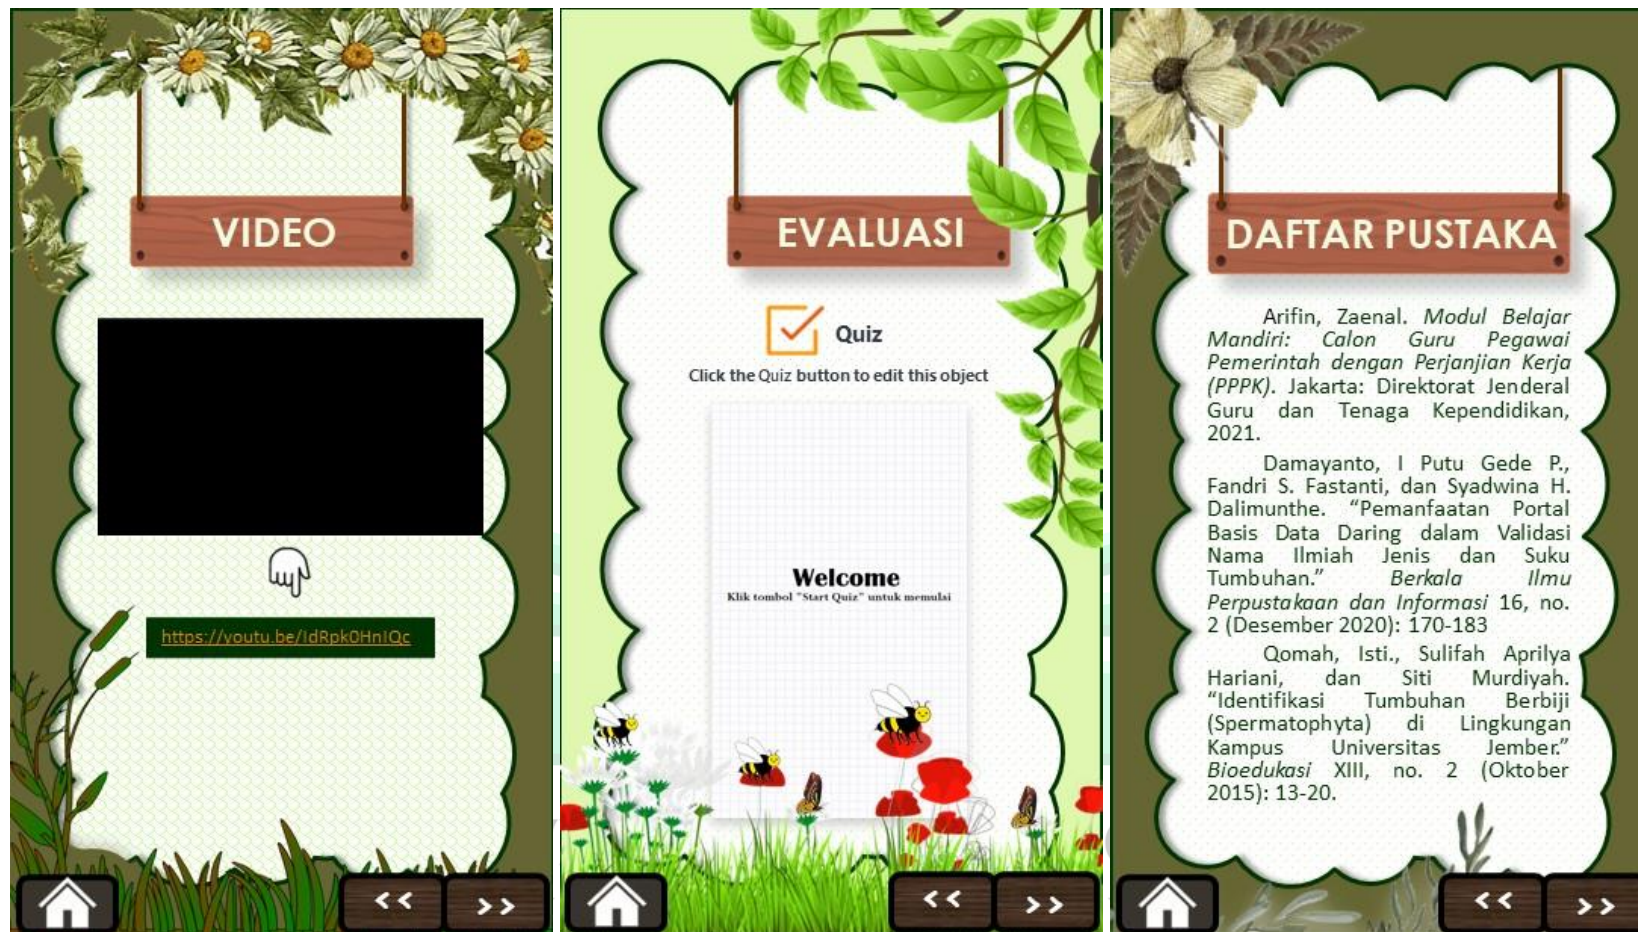 VIDEO
https://youtu.be/IdRpk0HnIQc
<<
>>
EVALUASI
Quiz
Click the Quiz button to edit this object
Welcome
Klik tombol "Start Quiz" untuk memulai
<<
>>
DAFTAR PUSTAKA
Arifin, Zaenal. Modul Belajar
Mandiri: Calon Guru Pegawai
Pemerintah dengan Perjanjian Kerja
(PPPK). Jakarta: Direktorat Jenderal
Guru dan Tenaga Kependidikan,
2021.
Damayanto, I Putu Gede P.,
Fandri S. Fastanti, dan Syadwina H.
Dalimunthe. “Pemanfaatan Portal
Basis Data Daring dalam Validasi
Nama Ilmiah Jenis dan Suku
Tumbuhan.” Berkala Ilmu
Perpustakaan dan Informasi 16, no.
2 (Desember 2020): 170-183
Qomah, Isti., Sulifah Aprilya
Hariani, dan Siti Murdiyah.
“Identifikasi Tumbuhan Berbiji
(Spermatophyta) di Lingkungan
Kampus Universitas Jember.”
Bioedukasi XIII, no. 2 (Oktober
2015): 13-20.
<<
>>